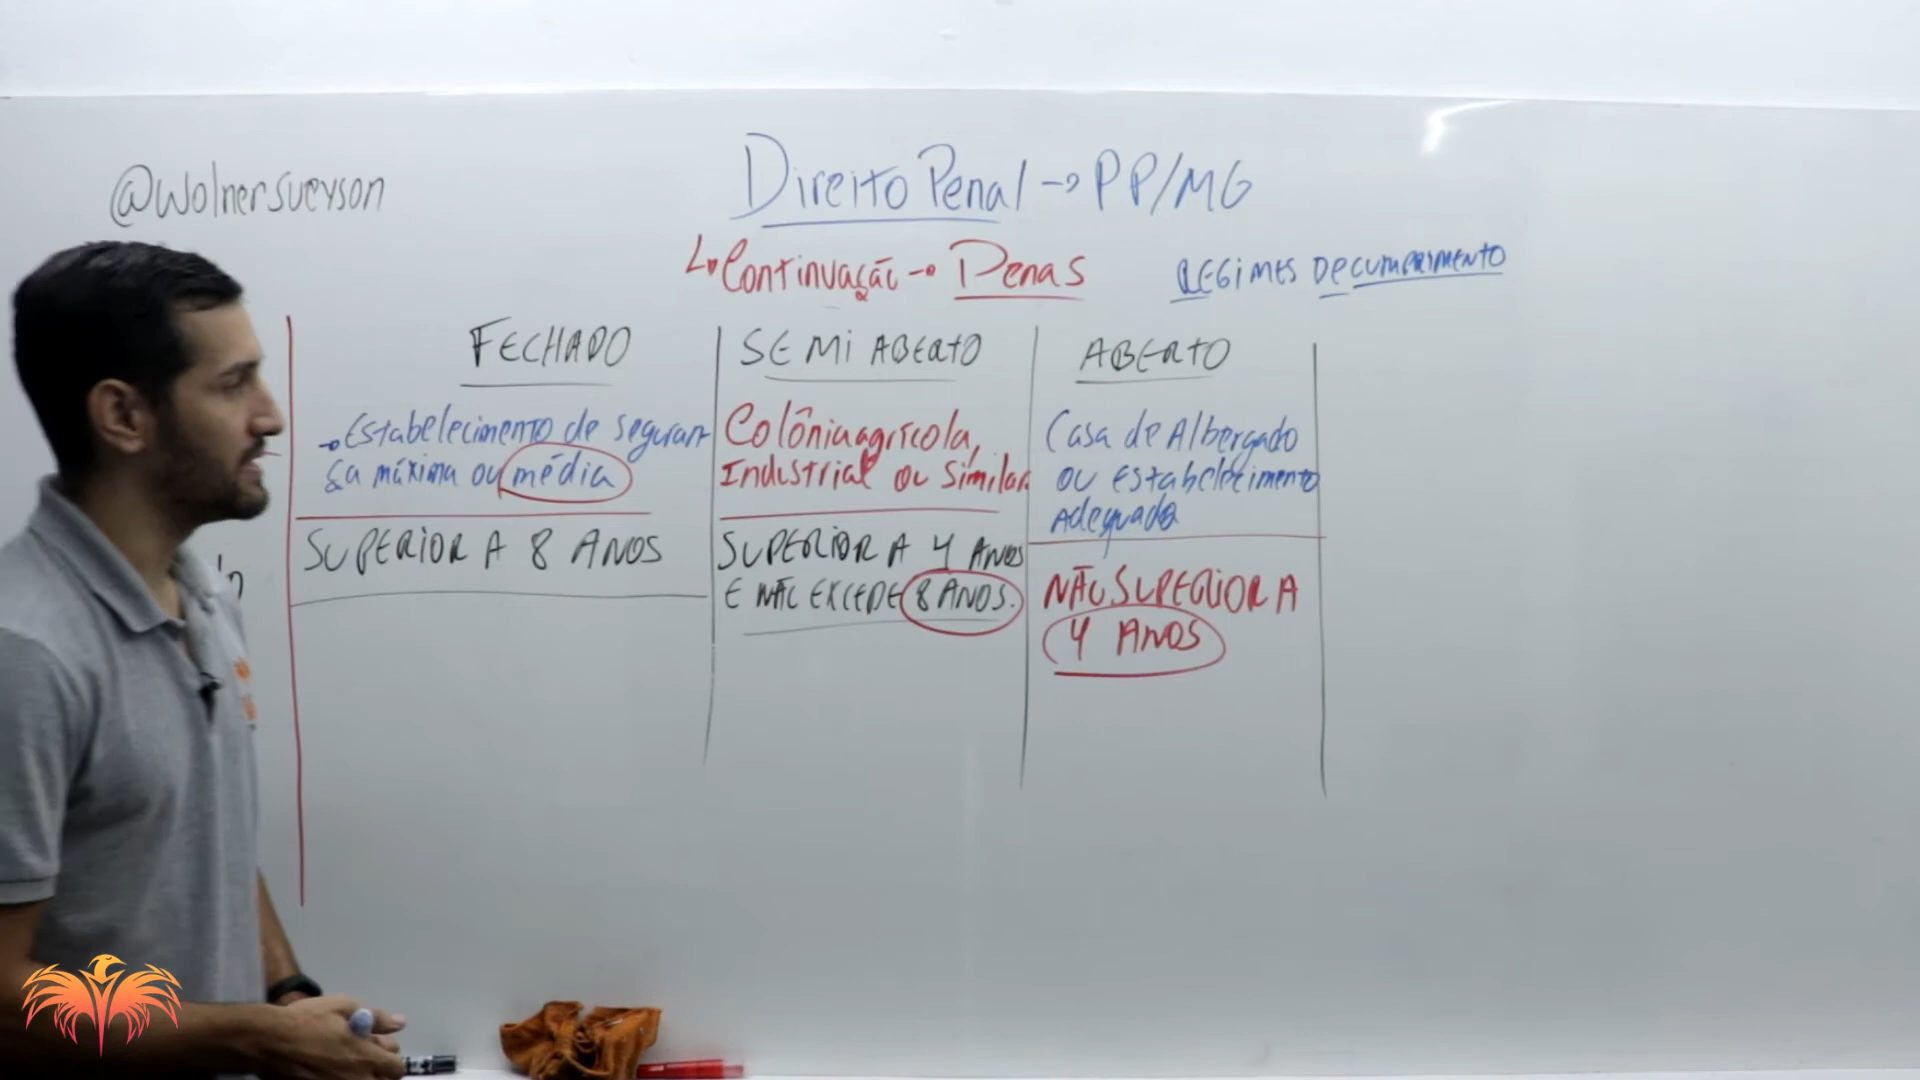 @wolnersueyson
Direito Penal → PP/MG
↳ Continuação → Penas
REGIMES DE CUMPRIMENTO
FECHADO
→ Estabelecimento de seguran
ça máxima ou média
SUPERIOR A 8 ANOS
SEMI ABERTO
Colônia agrícola,
Industrial ou Similar
SUPERIOR A 4 ANOS
E NÃO EXCEDE 8 ANOS.
ABERTO
Casa de Albergado
ou Estabelecimento
Adequado
NÃO SUPERIOR A
4 ANOS